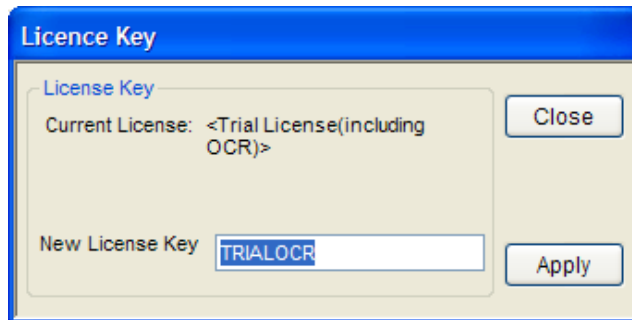 Licence Key
License Key
Current License: <Trial License(including
OCR)>
Close
New License Key
TRIALOCR
Apply